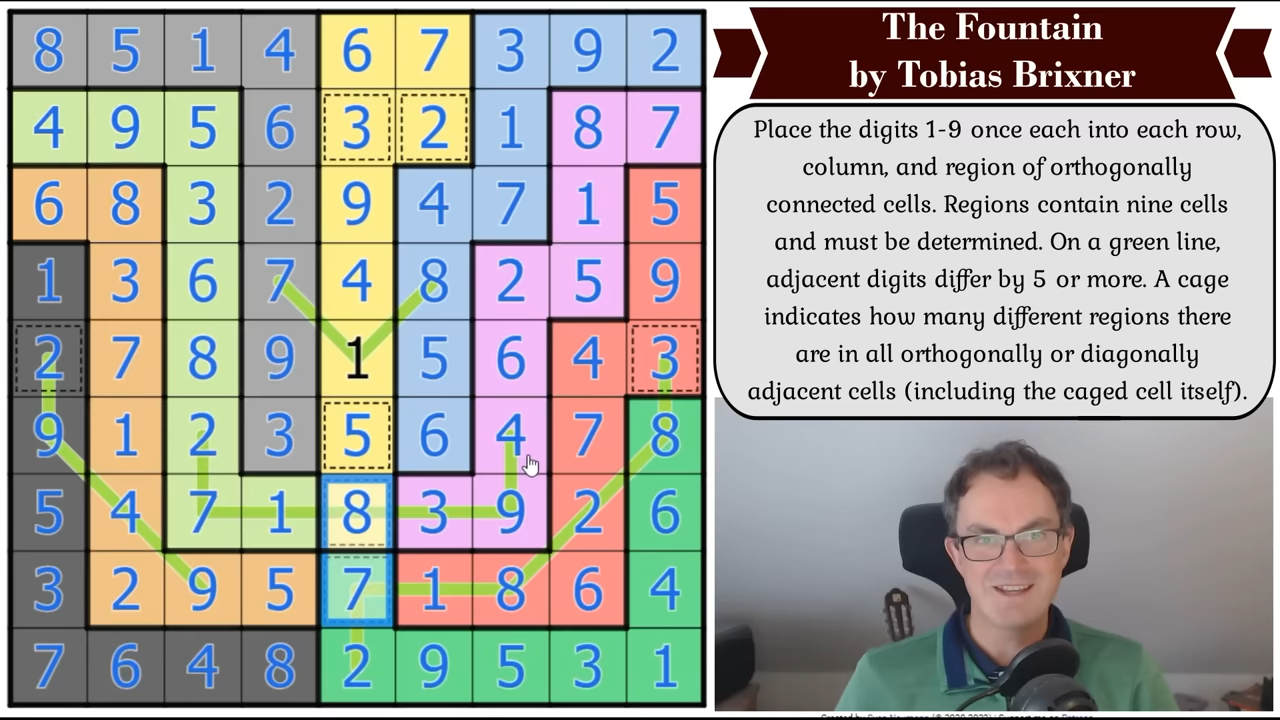 The Fountain
by Tobias Brixner
Place the digits 1-9 once each into each row,
column, and region of orthogonally
connected cells. Regions contain nine cells
and must be determined. On a green line,
adjacent digits differ by 5 or more. A cage
indicates how many different regions there
are in all orthogonally or diagonally
adjacent cells (including the caged cell itself).
8 5 1 4 6 7 3 9 2
4 9 5 6 3 2 1 8 7
6 8 3 2 9 4 7 1 5
1 3 6 7 4 8 2 5 9
2 7 8 9 1 5 6 4 3
9 1 2 3 5 6 4 7 8
5 4 7 1 8 3 9 2 6
3 2 9 5 7 1 8 6 4
7 6 4 8 2 9 5 3 1